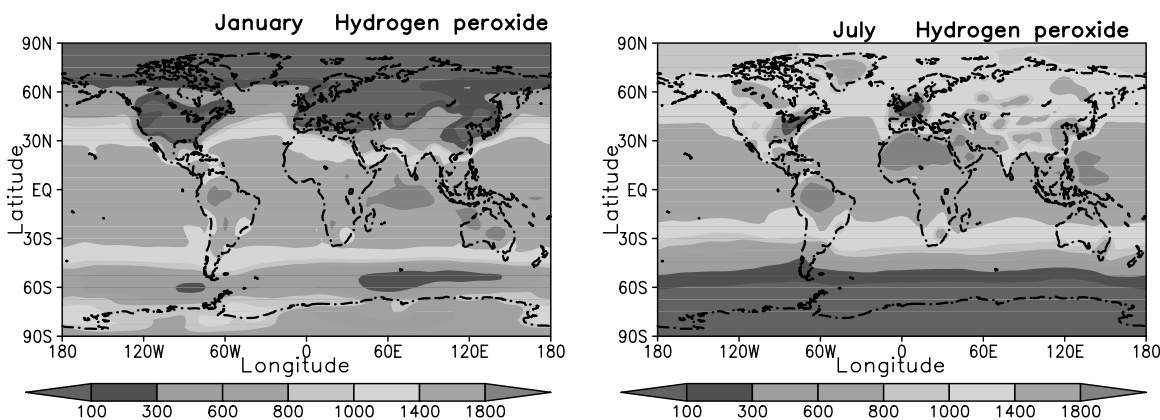 January Hydrogen peroxide
90N
60N
30N
EQ
30S
60S
90S
Latitude
180 120W 60W 0 60E 120E 180
Longitude
100 300 600 800 1000 1400 1800
July Hydrogen peroxide
90N
60N
30N
EQ
30S
60S
90S
Latitude
180 120W 60W 0 60E 120E 180
Longitude
100 300 600 800 1000 1400 1800